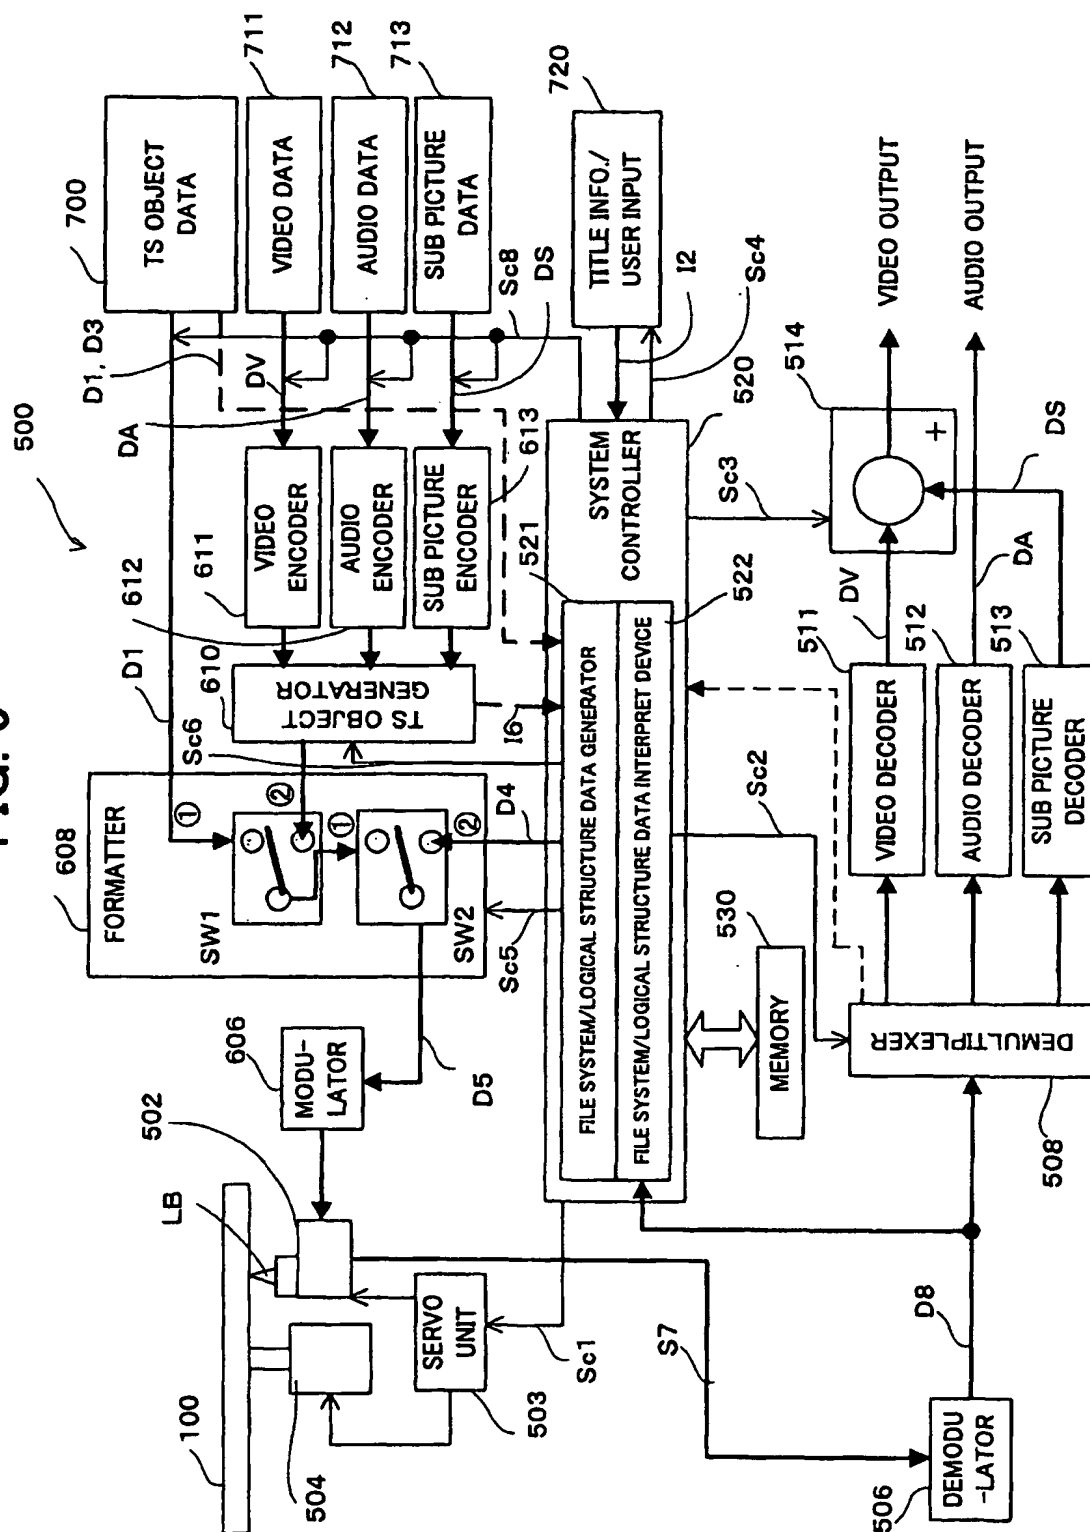 500
100
LB
502
504
503
SERVO
UNIT
Sc1
S7
606
MODU-
LATOR
D5
608
FORMATTER
SW1
SW2
①
②
①
②
Sc5
D4
Sc6
D1
610
TS OBJECT
GENERATOR
I6
612
611
VIDEO
ENCODER
AUDIO
ENCODER
SUB PICTURE
ENCODER
613
DA
DV
DS
D1, D3
Sc8
700
TS OBJECT
DATA
711
VIDEO DATA
712
AUDIO DATA
713
SUB PICTURE
DATA
720
TITLE INFO./
USER INPUT
I2
Sc4
520
SYSTEM
CONTROLLER
521
FILE SYSTEM/LOGICAL STRUCTURE DATA GENERATOR
522
FILE SYSTEM/LOGICAL STRUCTURE DATA INTERPRET DEVICE
530
MEMORY
Sc2
Sc3
506
DEMODU
-LATOR
D8
508
DEMULTIPLEXER
511
VIDEO DECODER
512
AUDIO DECODER
513
SUB PICTURE
DECODER
DV
DA
DS
514
+
VIDEO OUTPUT
AUDIO OUTPUT